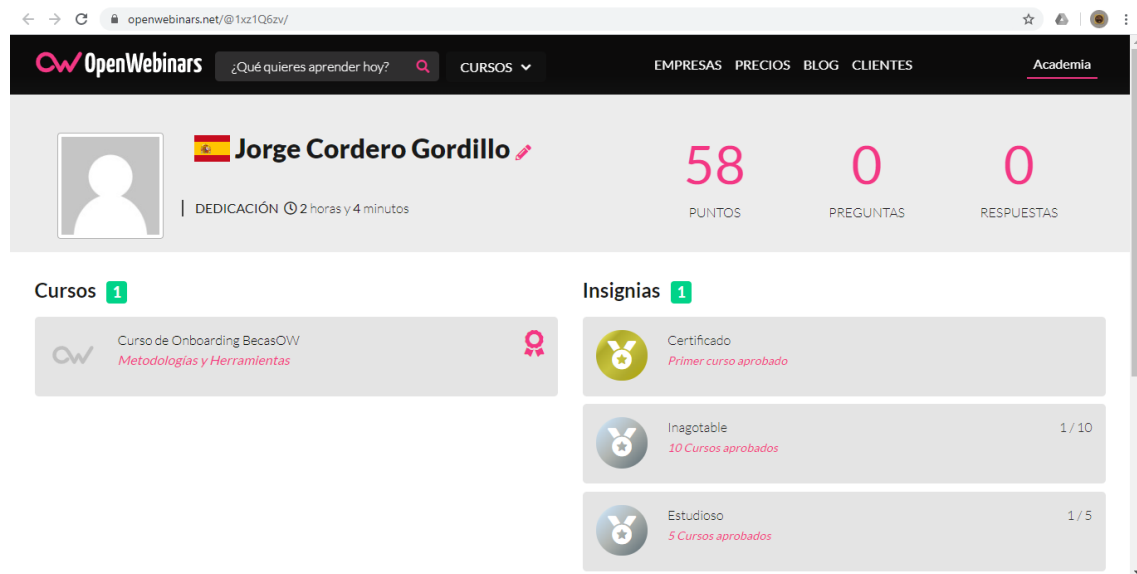 openwebinars.net/@1xz1Q6zv/
OW OpenWebinars ¿Qué quieres aprender hoy? CURSOS EMPRESAS PRECIOS BLOG CLIENTES Academia
Jorge Cordero Gordillo
DEDICACIÓN 2 horas y 4 minutos
58 0 0
PUNTOS PREGUNTAS RESPUESTAS
Cursos 1
OW Curso de Onboarding BecasOW
Metodologías y Herramientas
Insignias 1
Certificado
Primer curso aprobado
Inagotable 1 / 10
10 Cursos aprobados
Estudioso 1 / 5
5 Cursos aprobados